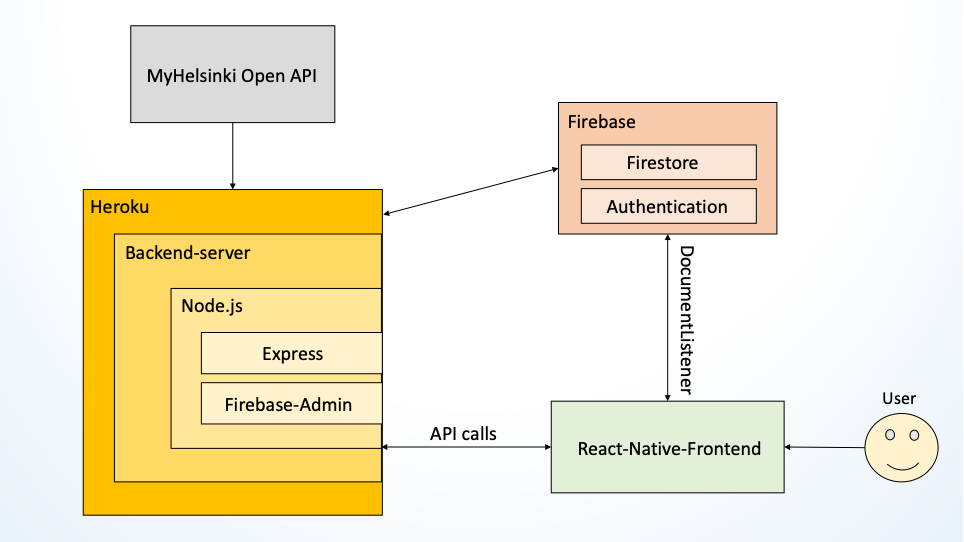 MyHelsinki Open API
Firebase
Firestore
Authentication
Heroku
Backend-server
Node.js
Express
Firebase-Admin
DocumentListener
API calls
React-Native-Frontend
User